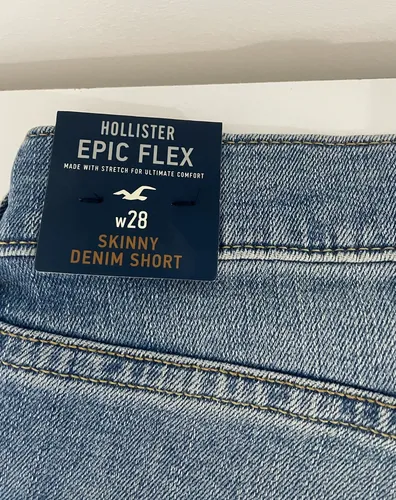 HOLLISTER
EPIC FLEX
MADE WITH STRETCH FOR ULTIMATE COMFORT
W28
SKINNY
DENIM SHORT